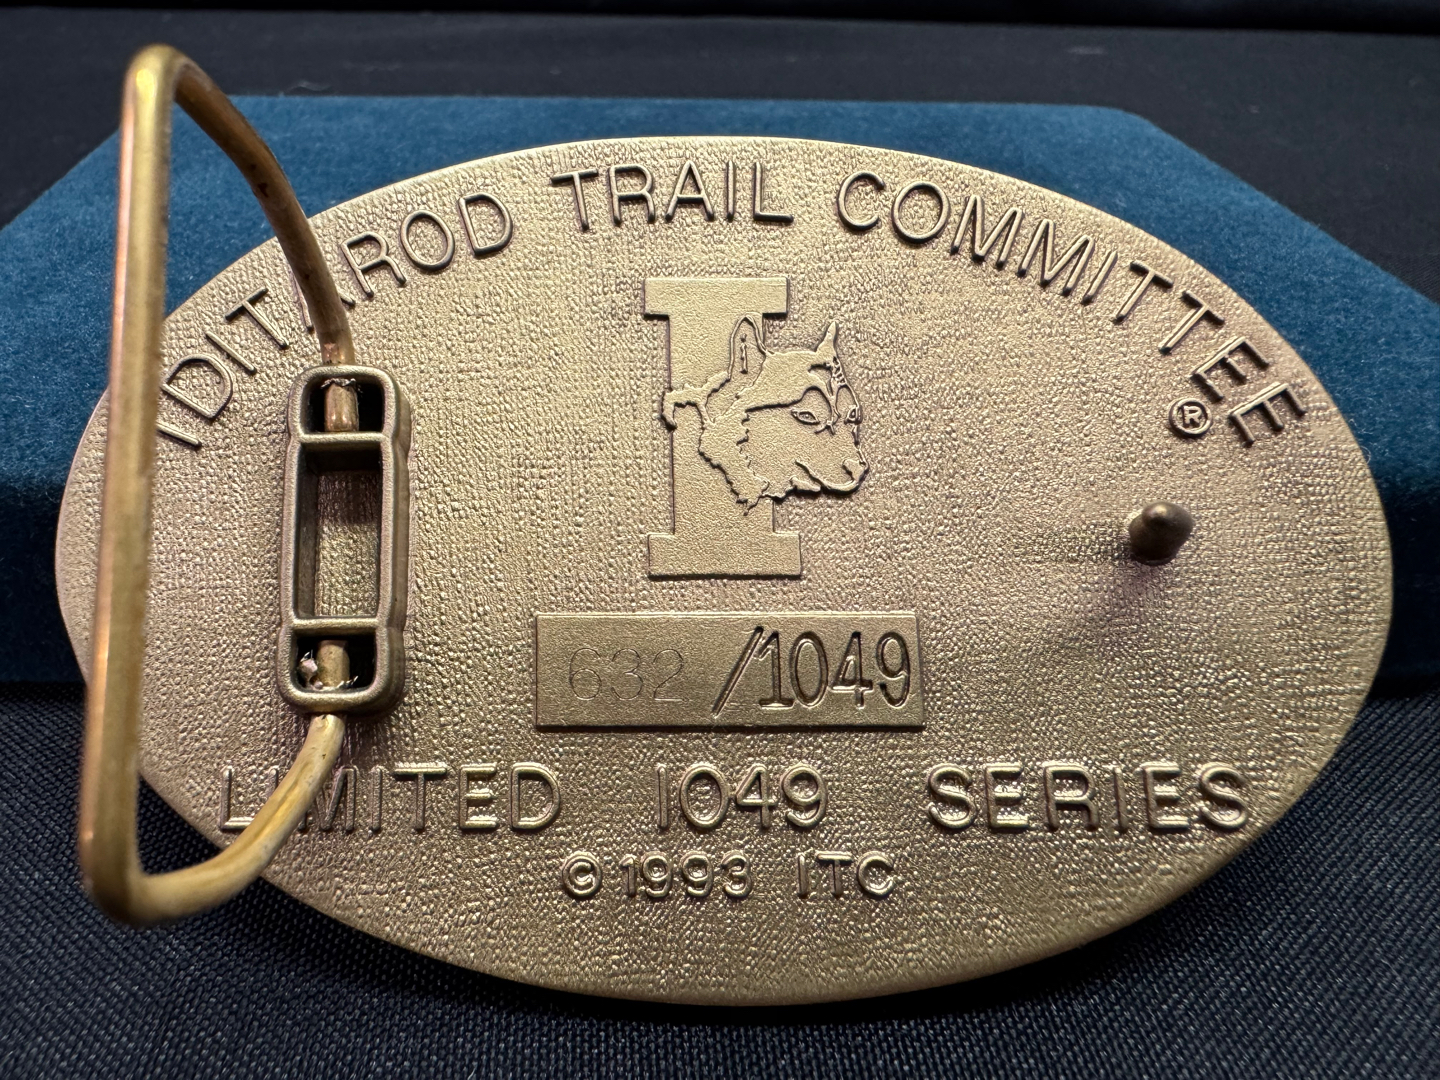 IDITAROD TRAIL COMMITTEE
®
632 /1049
LIMITED 1049 SERIES
©1993 ITC